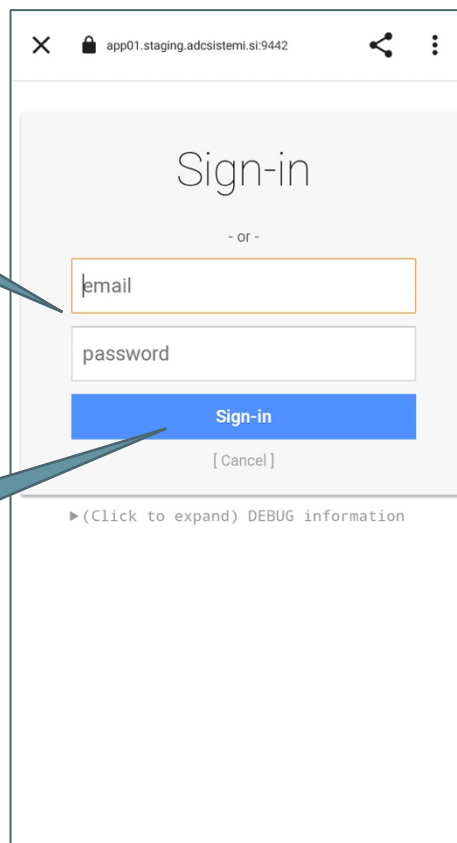 app01.staging.adcsistemi.si:9442
Sign-in
- or -
email
password
Sign-in
[ Cancel ]
▶(Click to expand) DEBUG information